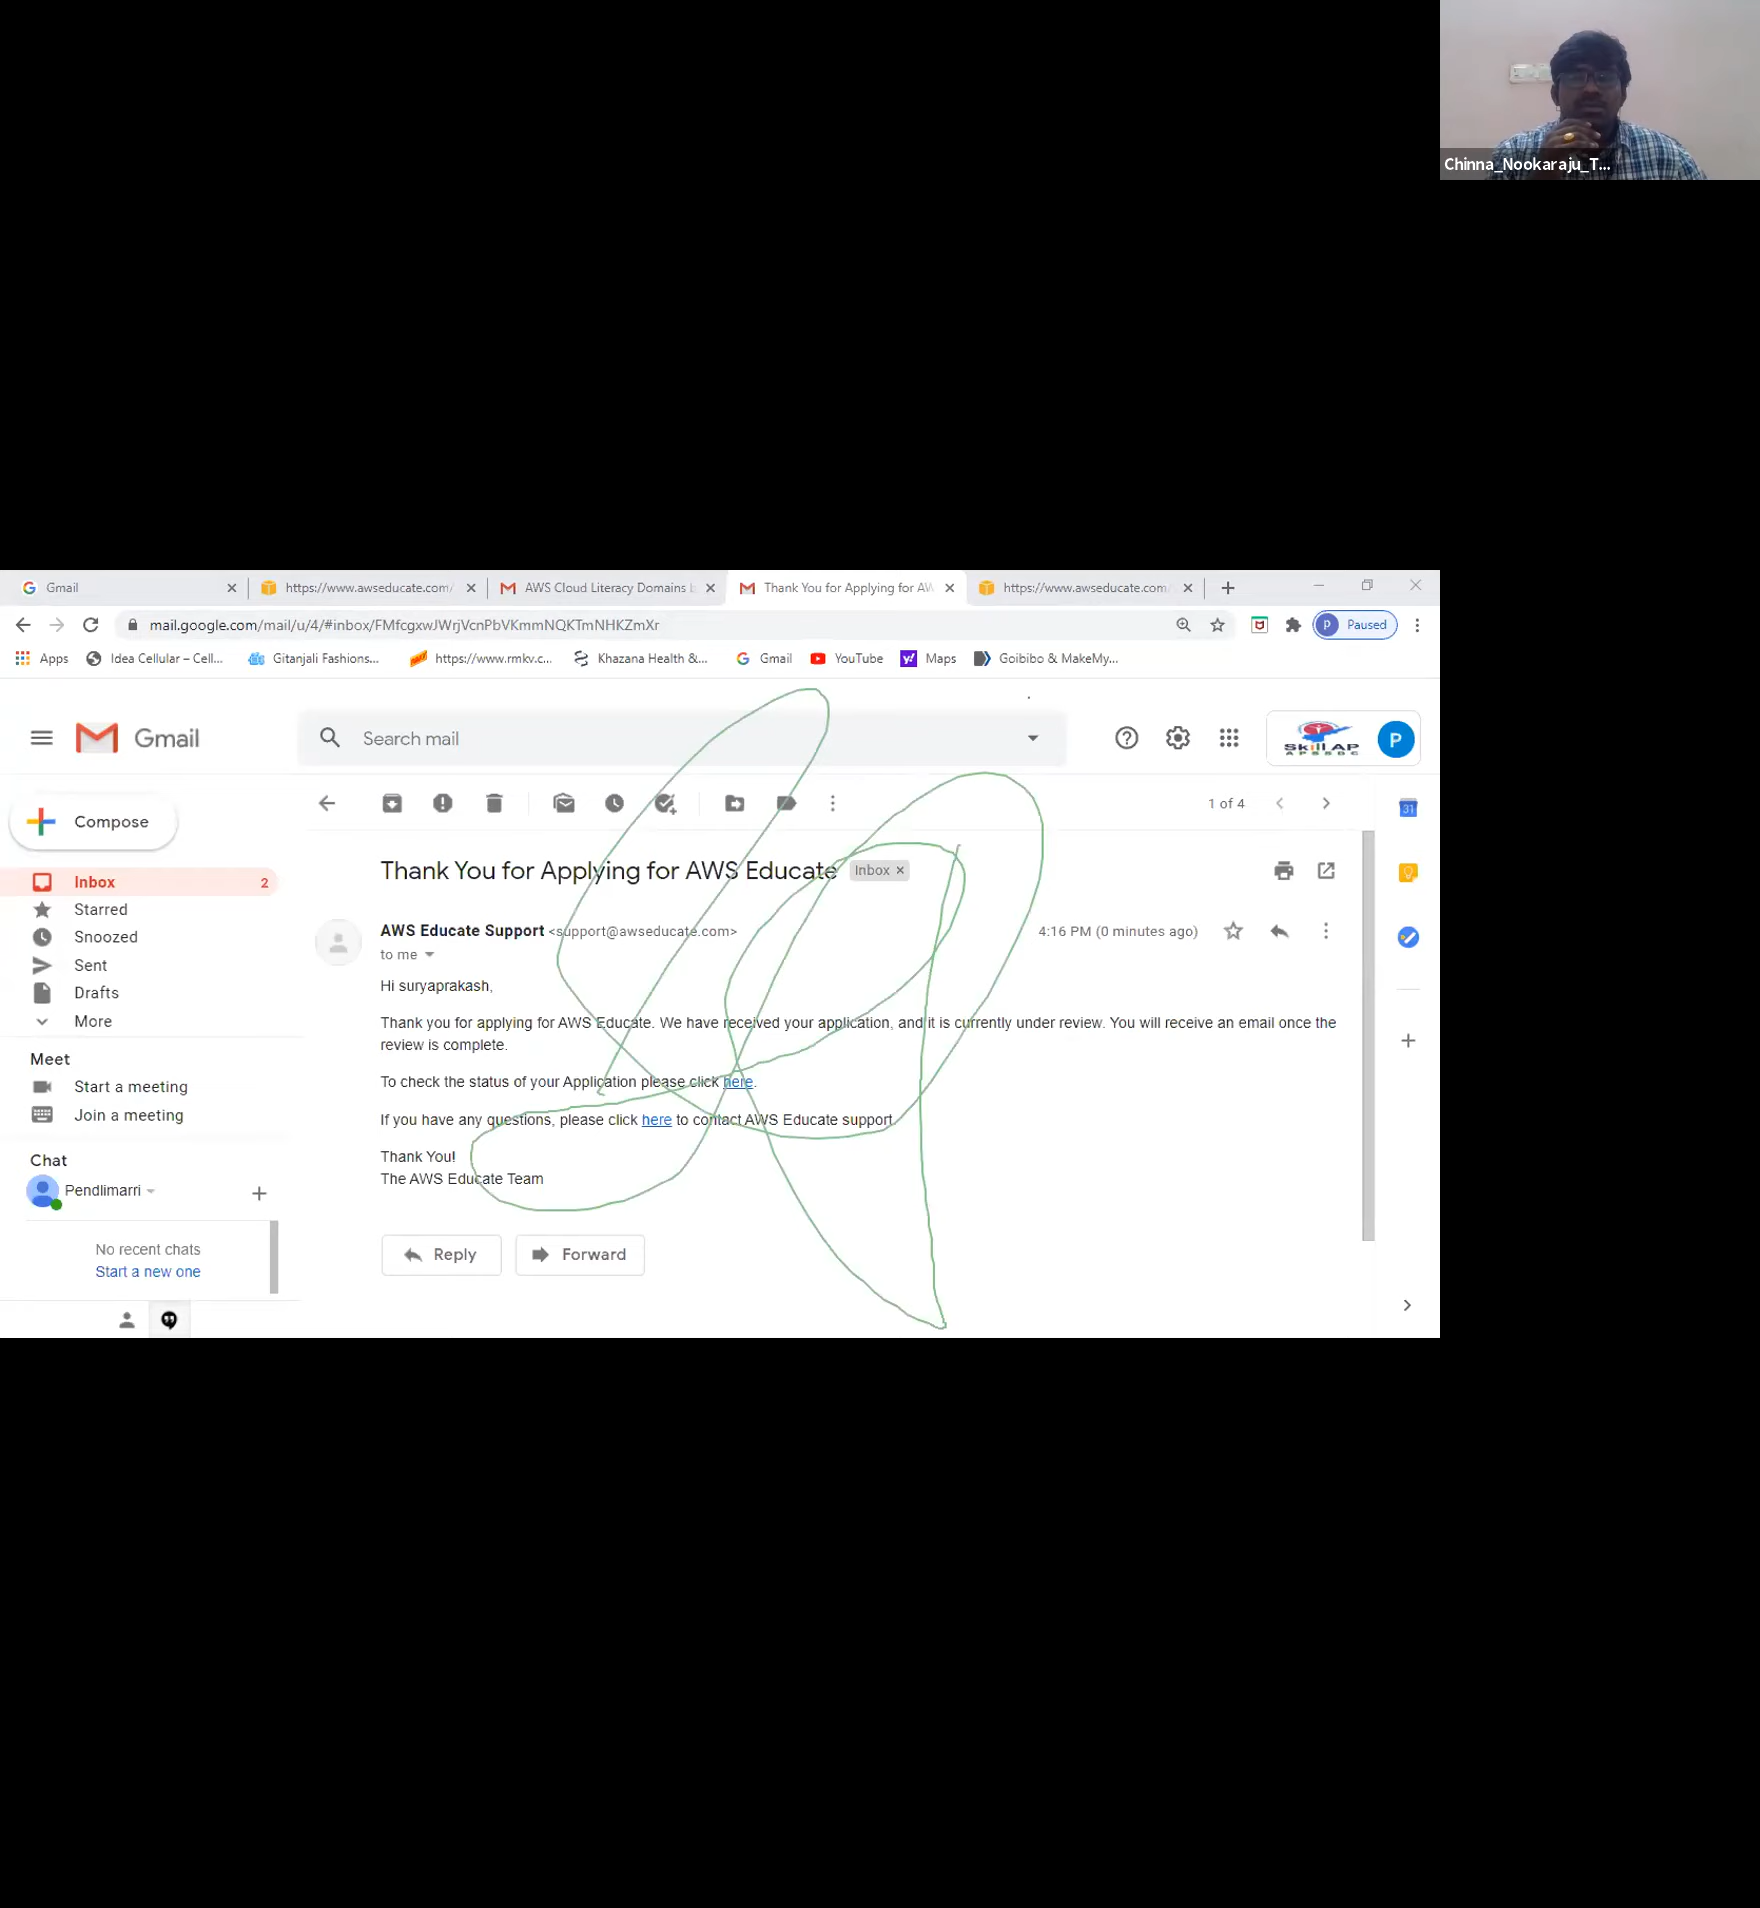 Chinna_Nookaraju_T...
Gmail
https://www.awseducate.com/
AWS Cloud Literacy Domains b
Thank You for Applying for AW
https://www.awseducate.com
mail.google.com/mail/u/4/#inbox/FMfcgxwJWrjVcnPbVKmmNQKTmNHKZmXr
P
Paused
Apps
Idea Cellular – Cell...
Gitanjali Fashions...
https://www.rmkv.c...
Khazana Health &...
Gmail
YouTube
Maps
Goibibo & MakeMy...
Gmail
Search mail
Skill AP
APSSDC
P
Compose
1 of 4
31
Inbox
2
Starred
Snoozed
Sent
Drafts
More
Meet
Start a meeting
Join a meeting
Chat
Pendlimarri
No recent chats
Start a new one
Thank You for Applying for AWS Educate Inbox ×
AWS Educate Support <support@awseducate.com>
4:16 PM (0 minutes ago)
to me
Hi suryaprakash,
Thank you for applying for AWS Educate. We have received your application, and it is currently under review. You will receive an email once the
review is complete.
To check the status of your Application please click here.
If you have any questions, please click here to contact AWS Educate support.
Thank You!
The AWS Educate Team
Reply
Forward